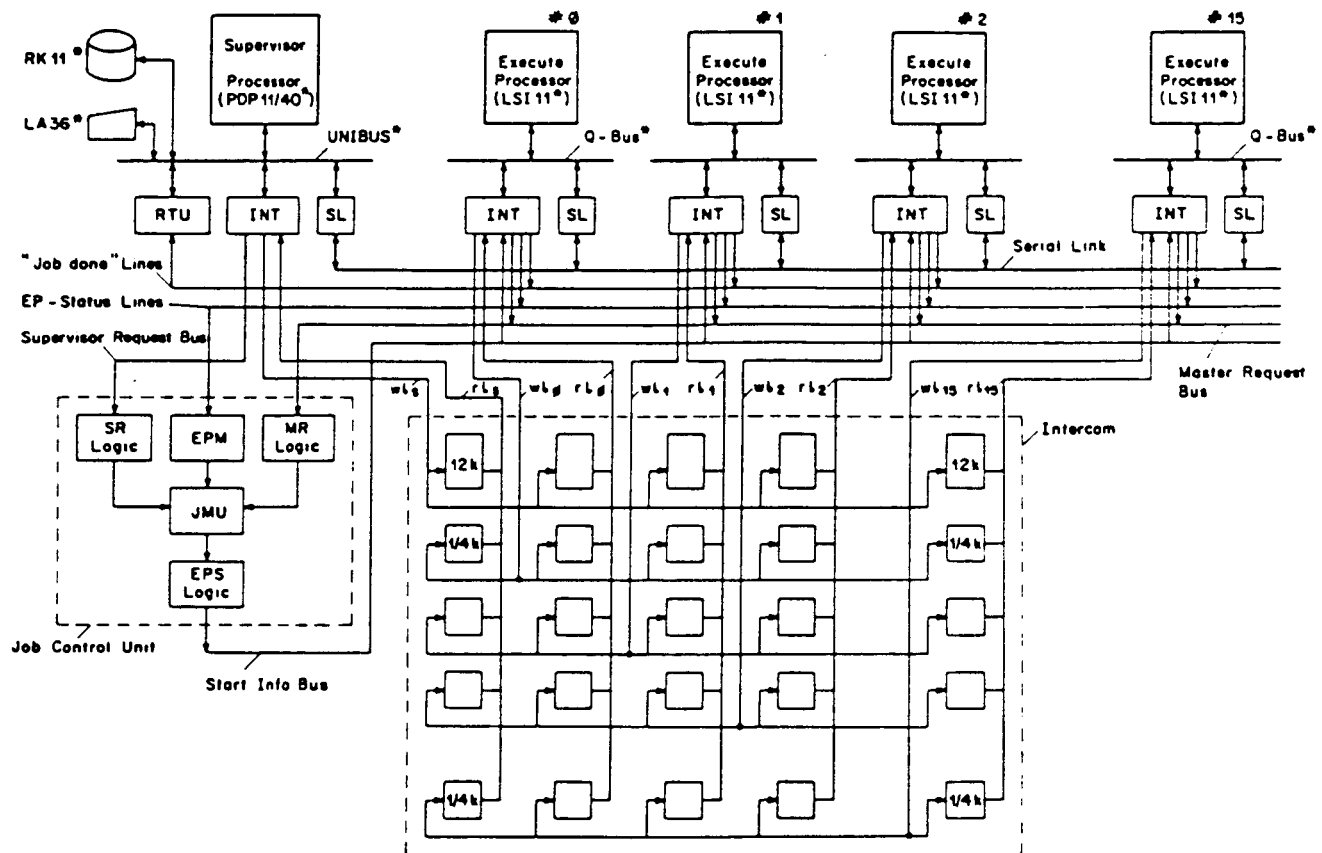 # 0
# 1
# 2
# 15
RK 11*
LA 36*
Supervisor
Processor
(PDP 11/40*)
Execute
Processor
(LSI 11*)
Execute
Processor
(LSI 11*)
Execute
Processor
(LSI 11*)
Execute
Processor
(LSI 11*)
UNIBUS*
Q-Bus*
Q-Bus*
RTU
INT
SL
INT
SL
INT
SL
INT
SL
INT
SL
Serial Link
"Job done" Lines
EP-Status Lines
Supervisor Request Bus
Master Request
Bus
SR
Logic
EPM
MR
Logic
JMU
EPS
Logic
Job Control Unit
Start Info Bus
Intercom
12k
12k
1/4k
1/4k
1/4k
1/4k